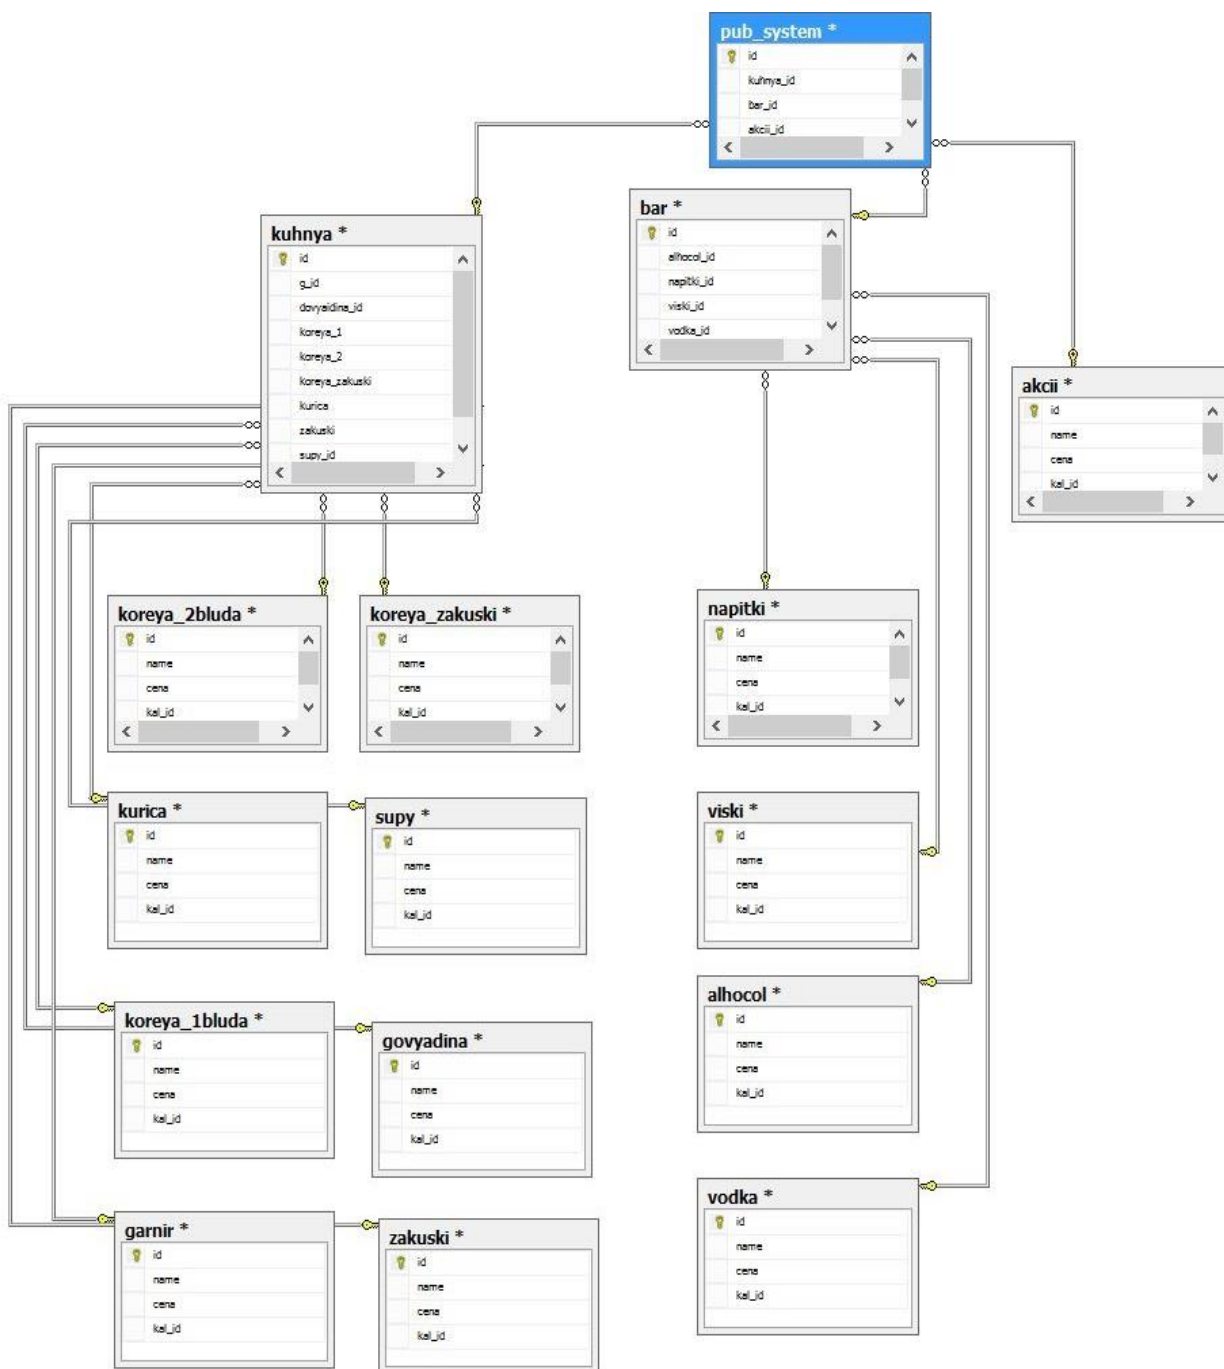 pub_system *
id
kuhnya_id
bar_id
akcii_id
bar *
id
alhocol_id
napitki_id
viski_id
vodka_id
kuhnya *
id
g_id
dovyaidina_id
koreya_1
koreya_2
koreya_zakuski
kurica
zakuski
supy_id
akcii *
id
name
cena
kal_id
koreya_2bluda *
id
name
cena
kal_id
koreya_zakuski *
id
name
cena
kal_id
napitki *
id
name
cena
kal_id
kurica *
id
name
cena
kal_id
supy *
id
name
cena
kal_id
viski *
id
name
cena
kal_id
alhocol *
id
name
cena
kal_id
koreya_1bluda *
id
name
cena
kal_id
govyadina *
id
name
cena
kal_id
vodka *
id
name
cena
kal_id
garnir *
id
name
cena
kal_id
zakuski *
id
name
cena
kal_id